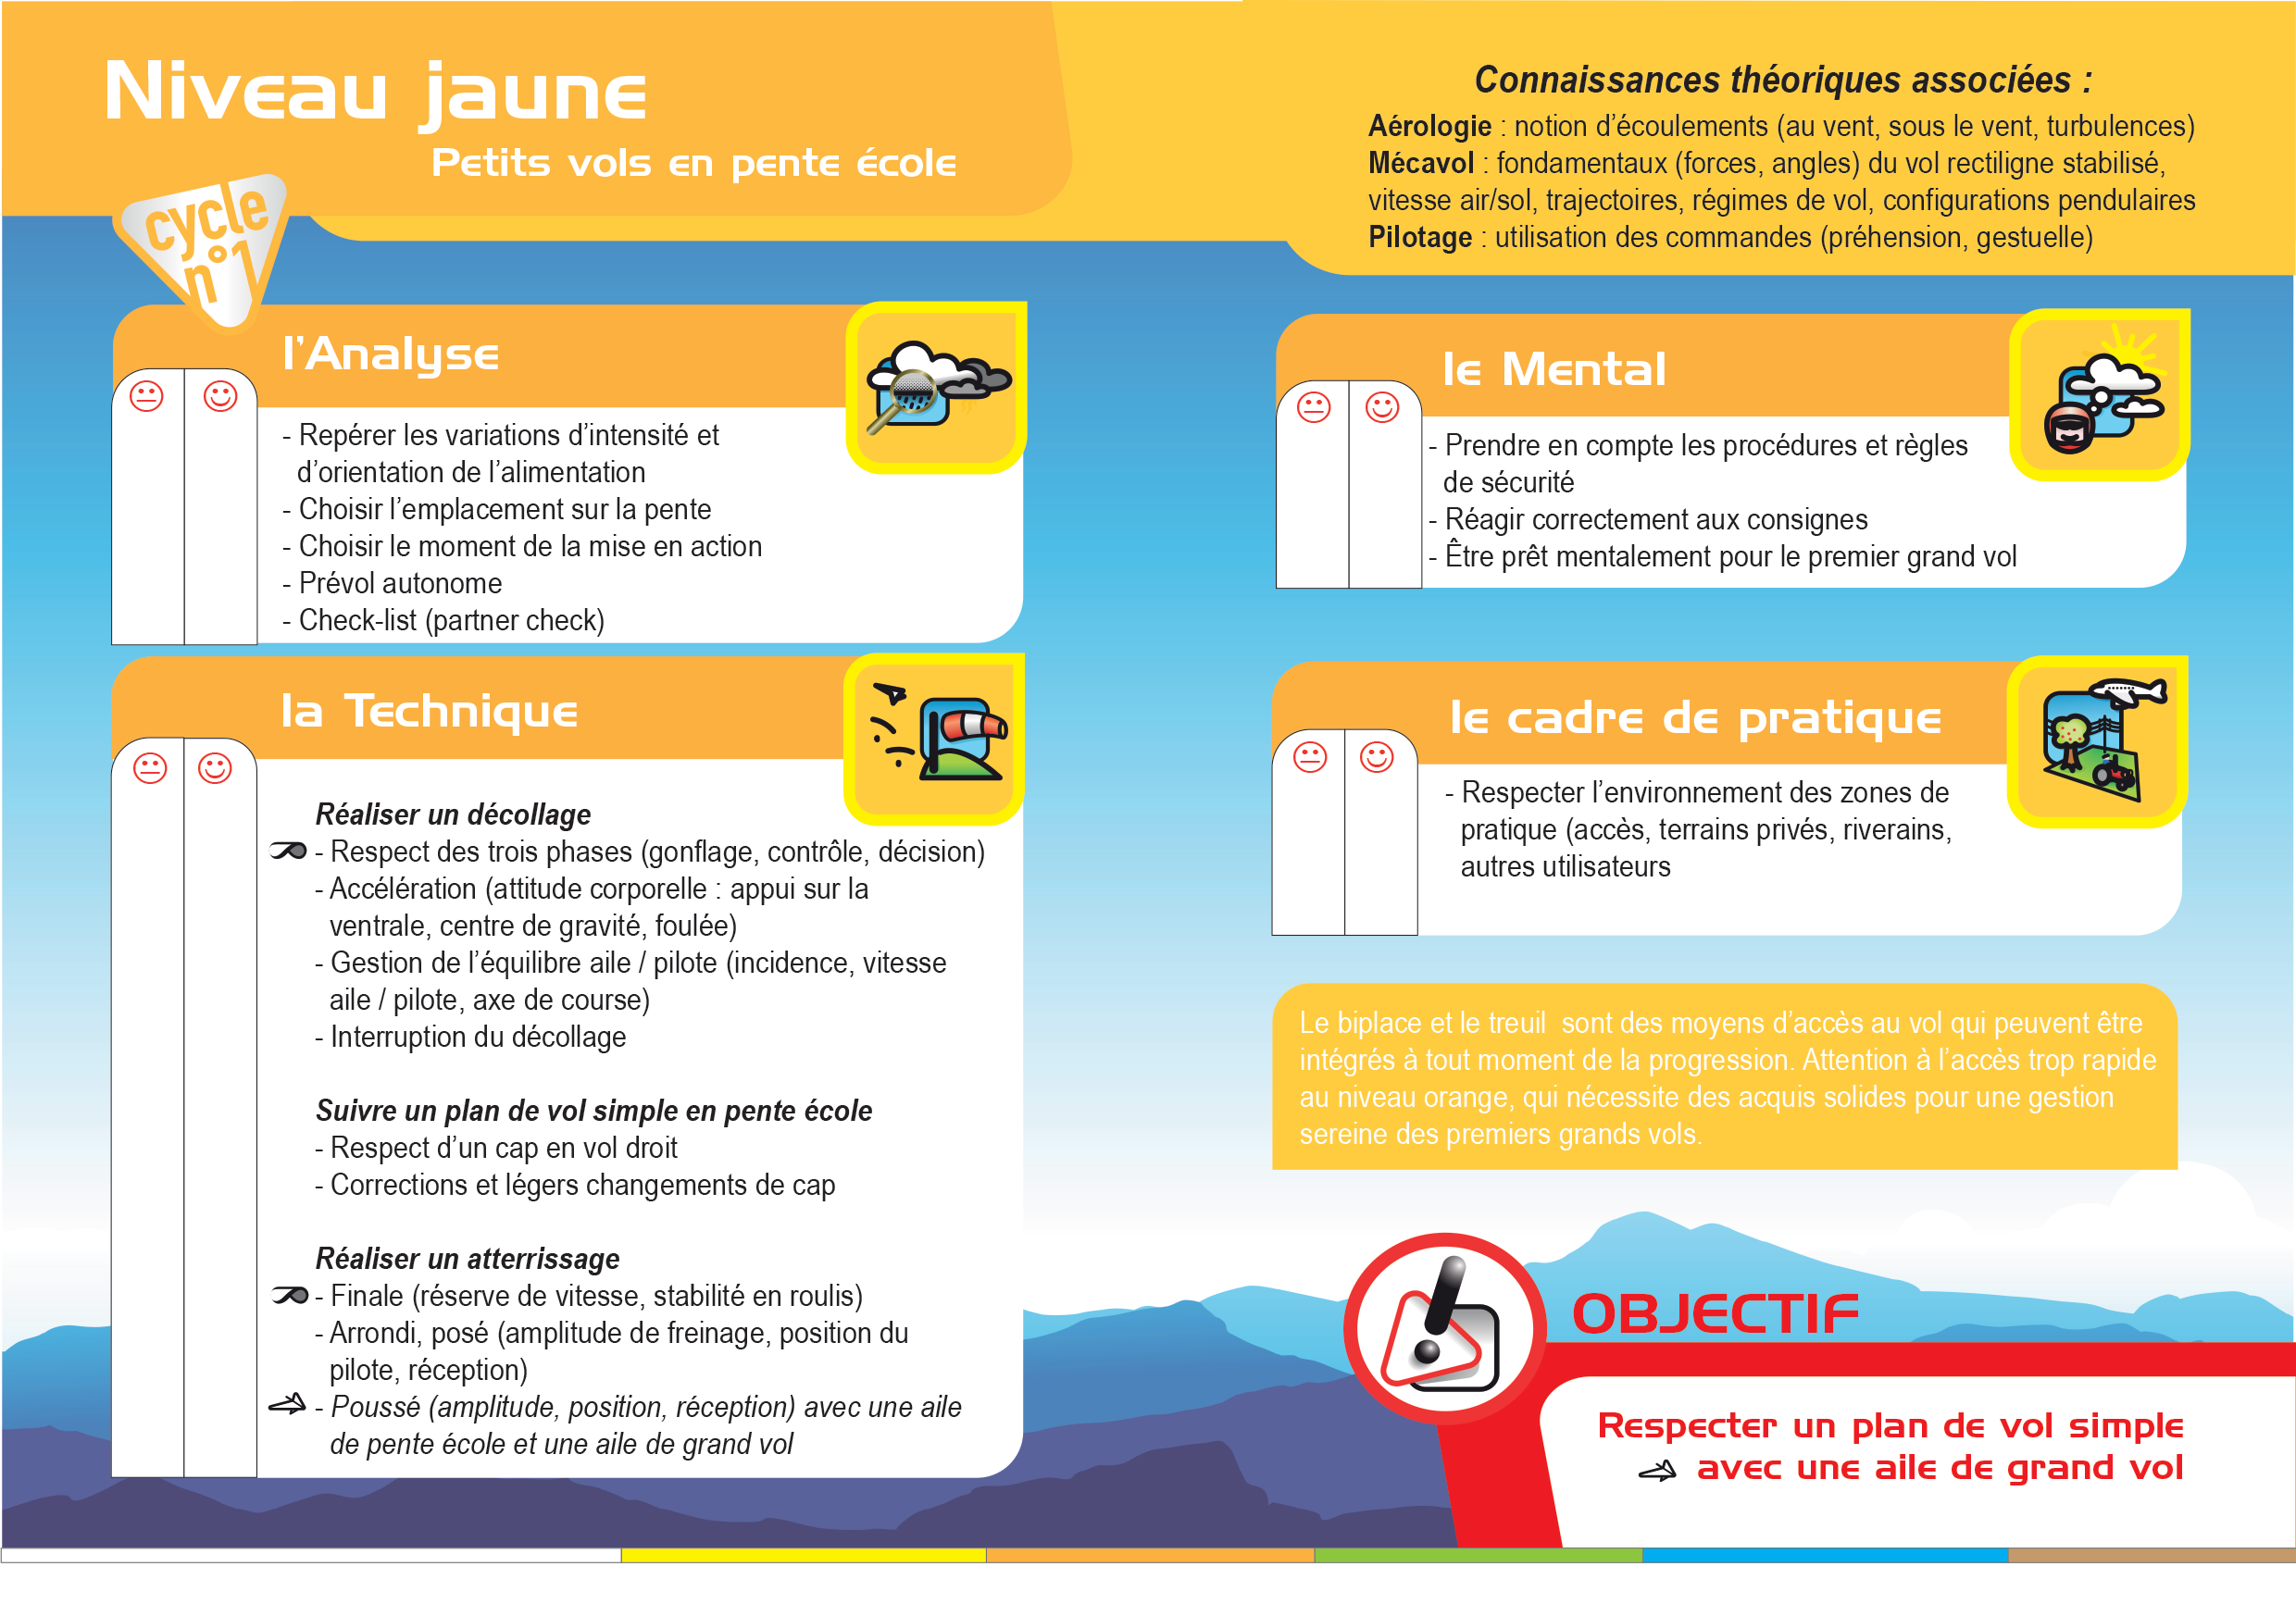 Niveau jaune
Petits vols en pente école
cycle
n°1
Connaissances théoriques associées :
Aérologie : notion d’écoulements (au vent, sous le vent, turbulences)
Mécavol : fondamentaux (forces, angles) du vol rectiligne stabilisé,
vitesse air/sol, trajectoires, régimes de vol, configurations pendulaires
Pilotage : utilisation des commandes (préhension, gestuelle)
l’Analyse
- Repérer les variations d’intensité et
d’orientation de l’alimentation
- Choisir l’emplacement sur la pente
- Choisir le moment de la mise en action
- Prévol autonome
- Check-list (partner check)
la Technique
Réaliser un décollage
- Respect des trois phases (gonflage, contrôle, décision)
- Accélération (attitude corporelle : appui sur la
ventrale, centre de gravité, foulée)
- Gestion de l’équilibre aile / pilote (incidence, vitesse
aile / pilote, axe de course)
- Interruption du décollage
Suivre un plan de vol simple en pente école
- Respect d’un cap en vol droit
- Corrections et légers changements de cap
Réaliser un atterrissage
- Finale (réserve de vitesse, stabilité en roulis)
- Arrondi, posé (amplitude de freinage, position du
pilote, réception)
- Poussé (amplitude, position, réception) avec une aile
de pente école et une aile de grand vol
le Mental
- Prendre en compte les procédures et règles
de sécurité
- Réagir correctement aux consignes
- Être prêt mentalement pour le premier grand vol
le cadre de pratique
- Respecter l’environnement des zones de
pratique (accès, terrains privés, riverains,
autres utilisateurs
Le biplace et le treuil  sont des moyens d’accès au vol qui peuvent être
intégrés à tout moment de la progression. Attention à l’accès trop rapide
au niveau orange, qui nécessite des acquis solides pour une gestion
sereine des premiers grands vols.
OBJECTIF
Respecter un plan de vol simple
avec une aile de grand vol